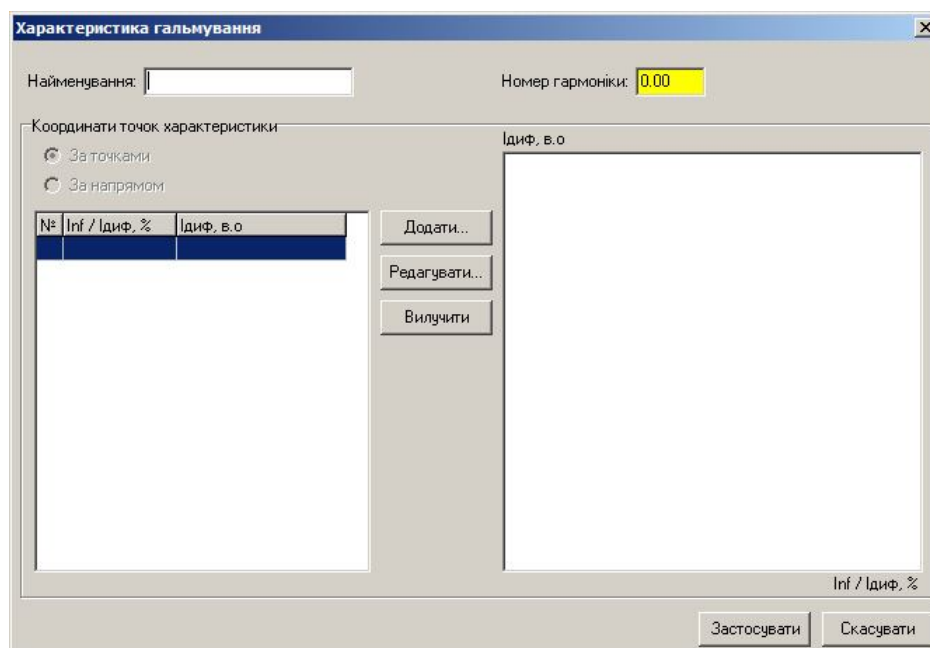 Характеристика гальмування
Найменування:
Номер гармоніки: 0.00
Координати точок характеристики
За точками
За напрямом
№ Inf / Iдиф, % Iдиф, в.о
Додати...
Редагувати...
Вилучити
Iдиф, в.о
Inf / Iдиф, %
Застосувати Скасувати